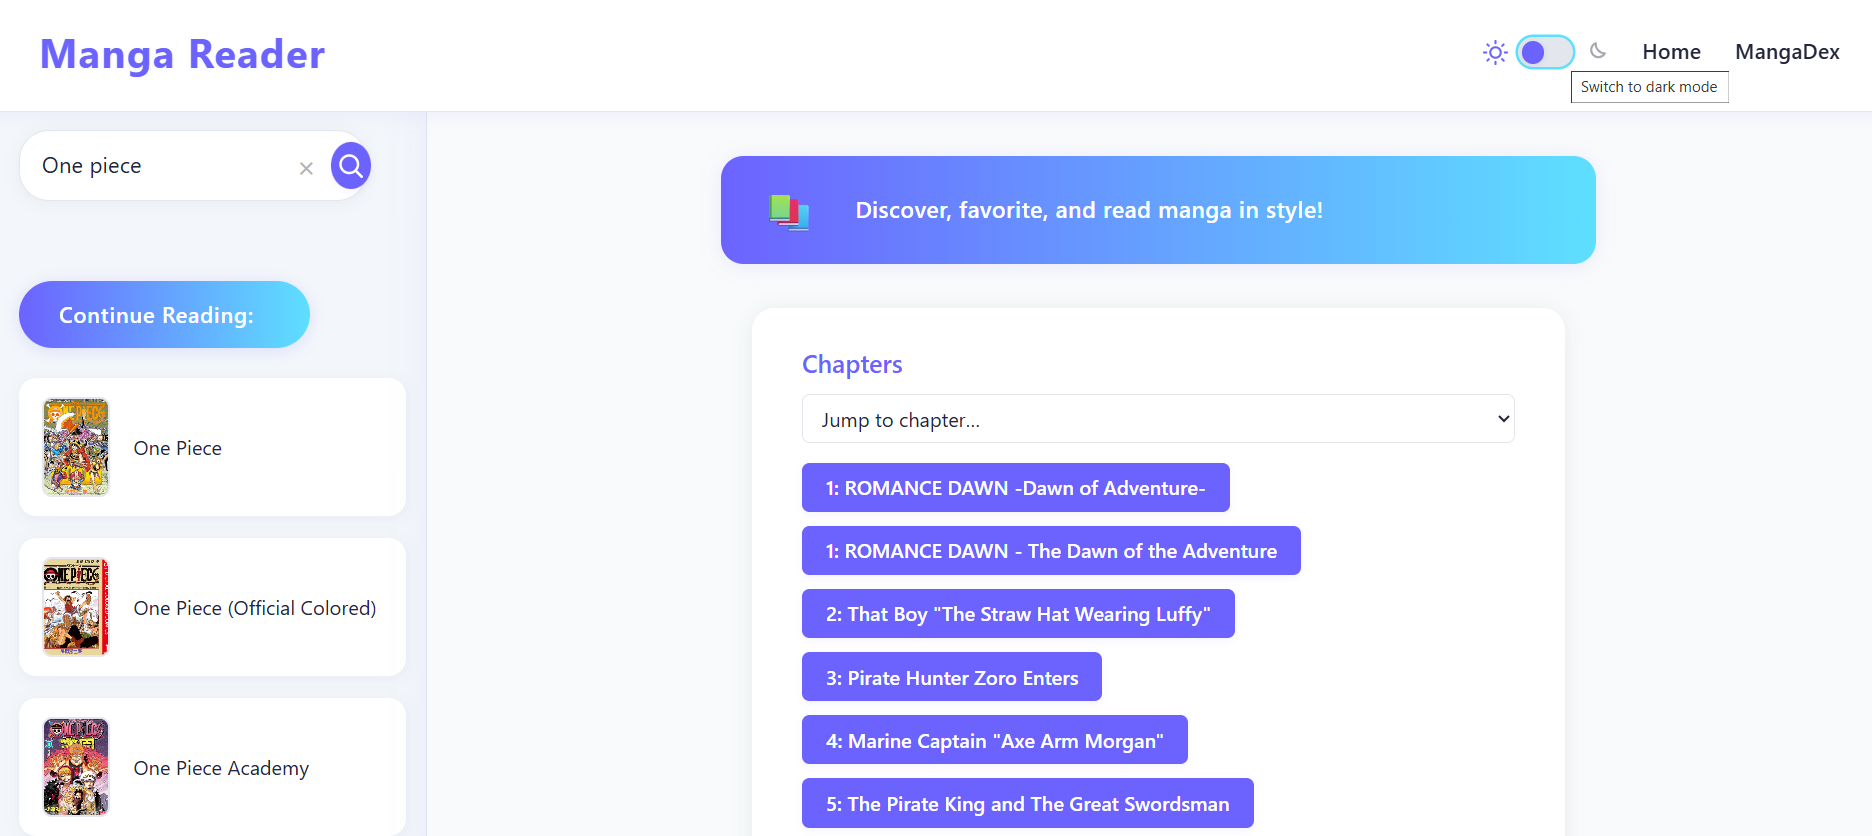 Manga Reader
Home
MangaDex
Switch to dark mode
One piece
Continue Reading:
One Piece
One Piece (Official Colored)
One Piece Academy
Discover, favorite, and read manga in style!
Chapters
Jump to chapter...
1: ROMANCE DAWN -Dawn of Adventure-
1: ROMANCE DAWN - The Dawn of the Adventure
2: That Boy "The Straw Hat Wearing Luffy"
3: Pirate Hunter Zoro Enters
4: Marine Captain "Axe Arm Morgan"
5: The Pirate King and The Great Swordsman